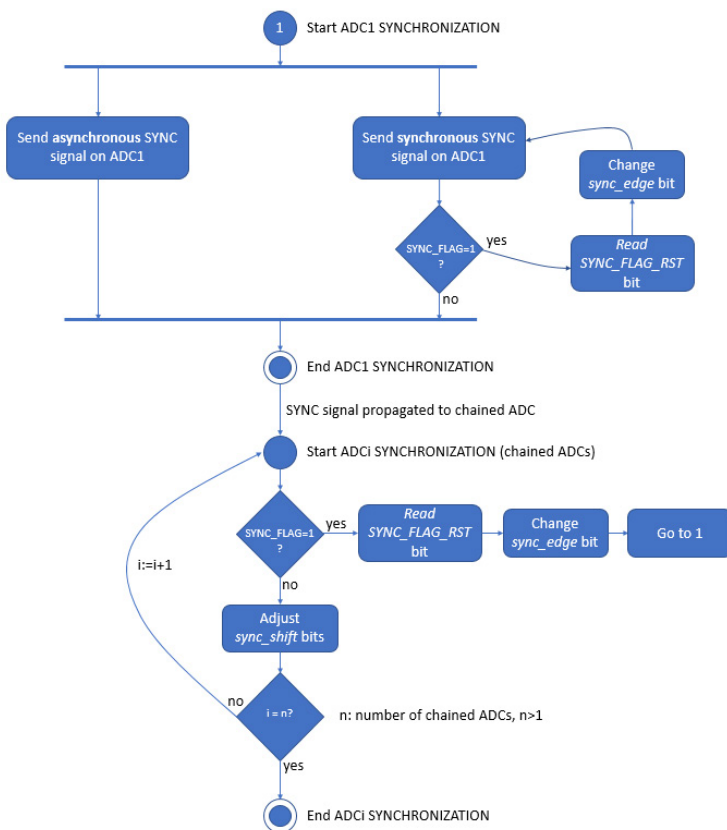 1
Start ADC1 SYNCHRONIZATION
Send asynchronous SYNC
signal on ADC1
Send synchronous SYNC
signal on ADC1
Change
sync_edge bit
SYNC_FLAG=1
?
yes
Read
SYNC_FLAG_RST
bit
no
End ADC1 SYNCHRONIZATION
SYNC signal propagated to chained ADC
Start ADCi SYNCHRONIZATION (chained ADCs)
SYNC_FLAG=1
?
yes
Read
SYNC_FLAG_RST
bit
Change
sync_edge bit
Go to 1
i:=i+1
no
Adjust
sync_shift bits
no
i = n?
n: number of chained ADCs, n>1
yes
End ADCi SYNCHRONIZATION